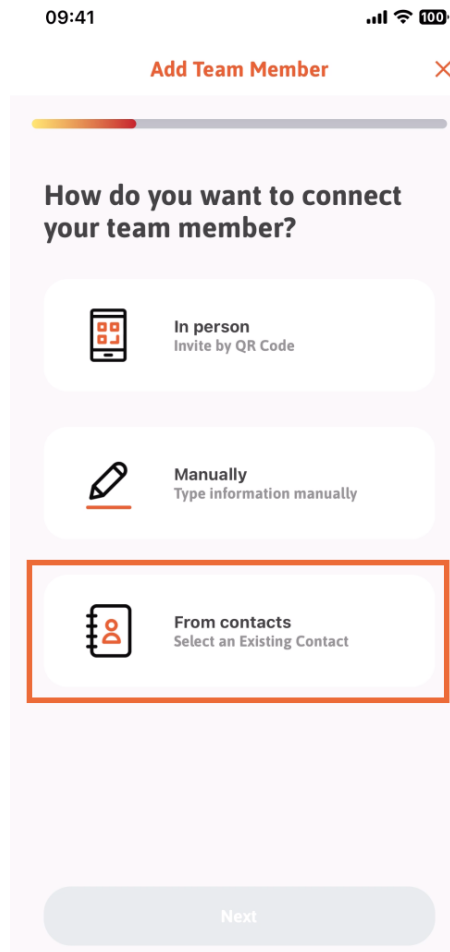 09:41
100
Add Team Member
How do you want to connect
your team member?
In person
Invite by QR Code
Manually
Type information manually
From contacts
Select an Existing Contact
Next